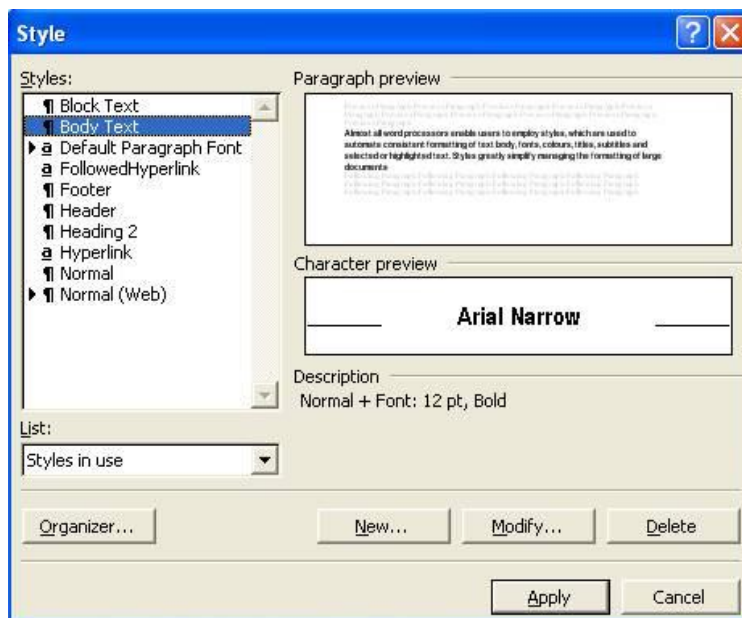 Style
Styles:
¶ Block Text
¶ Body Text
a Default Paragraph Font
a FollowedHyperlink
¶ Footer
¶ Header
¶ Heading 2
a Hyperlink
¶ Normal
¶ Normal (Web)
List:
Styles in use
Paragraph preview
Almost all word processors enable users to employ styles, which are used to
automate consistent formatting of text body, fonts, colours, titles, subtitles and
selected or highlighted text. Styles greatly simplify managing the formatting of large
documents
Character preview
Arial Narrow
Description
Normal + Font: 12 pt, Bold
Organizer... New... Modify... Delete
Apply Cancel